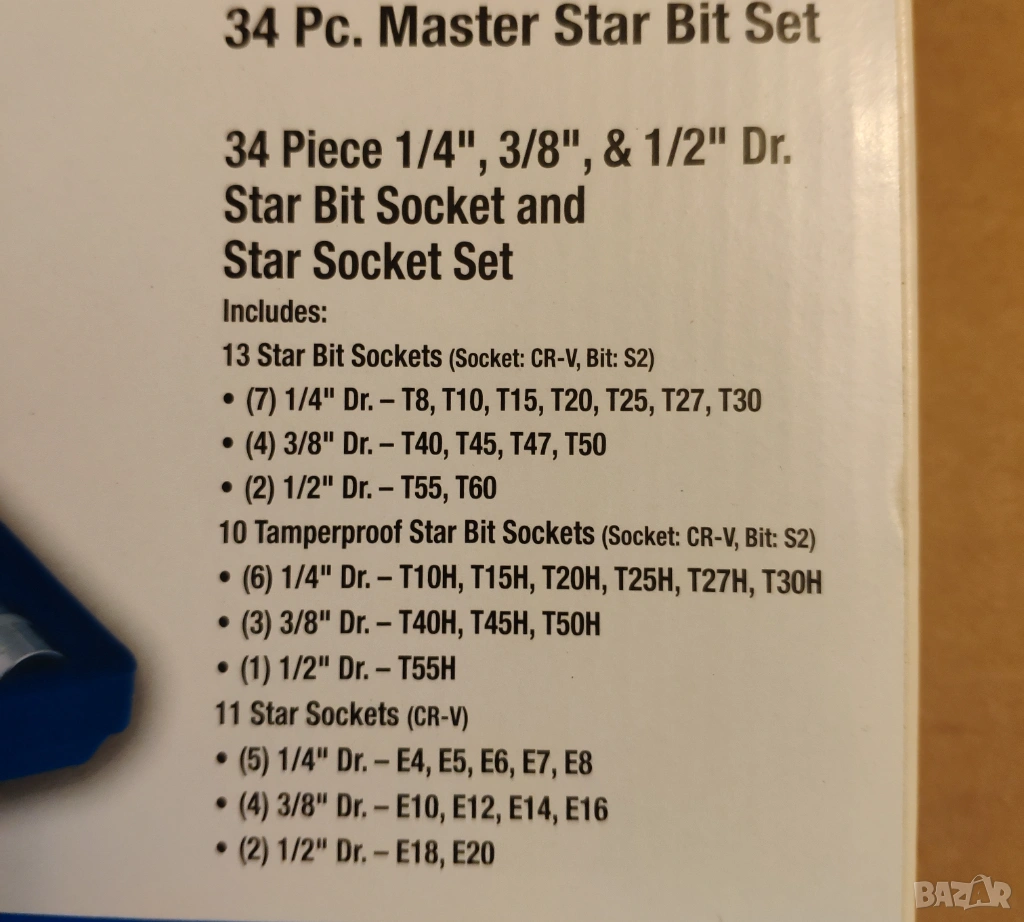 34 Pc. Master Star Bit Set
34 Piece 1/4", 3/8", & 1/2" Dr.
Star Bit Socket and
Star Socket Set
Includes:
13 Star Bit Sockets (Socket: CR-V, Bit: S2)
• (7) 1/4" Dr. – T8, T10, T15, T20, T25, T27, T30
• (4) 3/8" Dr. – T40, T45, T47, T50
• (2) 1/2" Dr. – T55, T60
10 Tamperproof Star Bit Sockets (Socket: CR-V, Bit: S2)
• (6) 1/4" Dr. – T10H, T15H, T20H, T25H, T27H, T30H
• (3) 3/8" Dr. – T40H, T45H, T50H
• (1) 1/2" Dr. – T55H
11 Star Sockets (CR-V)
• (5) 1/4" Dr. – E4, E5, E6, E7, E8
• (4) 3/8" Dr. – E10, E12, E14, E16
• (2) 1/2" Dr. – E18, E20
BAZAR